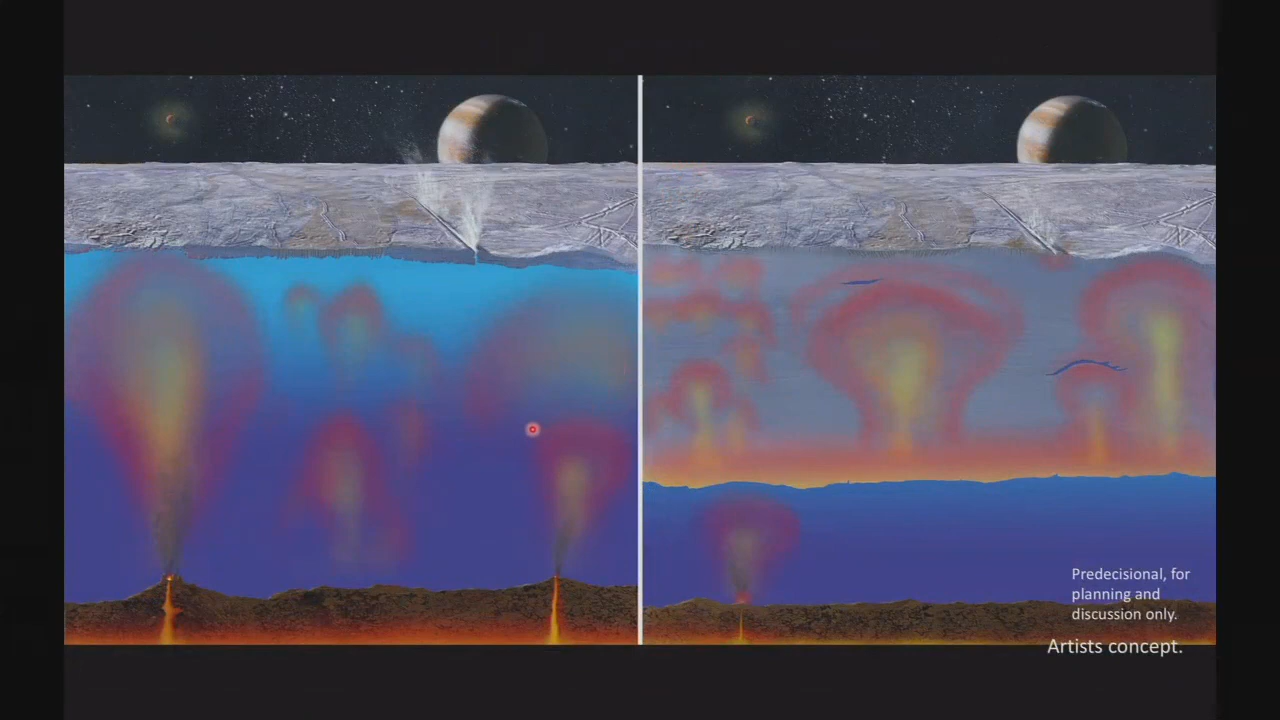 Predecisional, for
planning and
discussion only.
Artists concept.